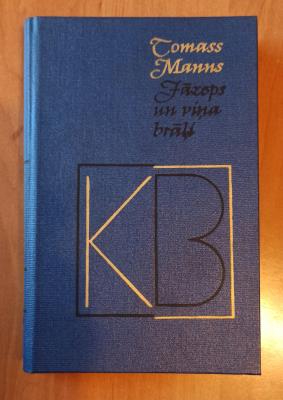 Tomass
Manns
Jāzeps
un viņa
brāļi
KB